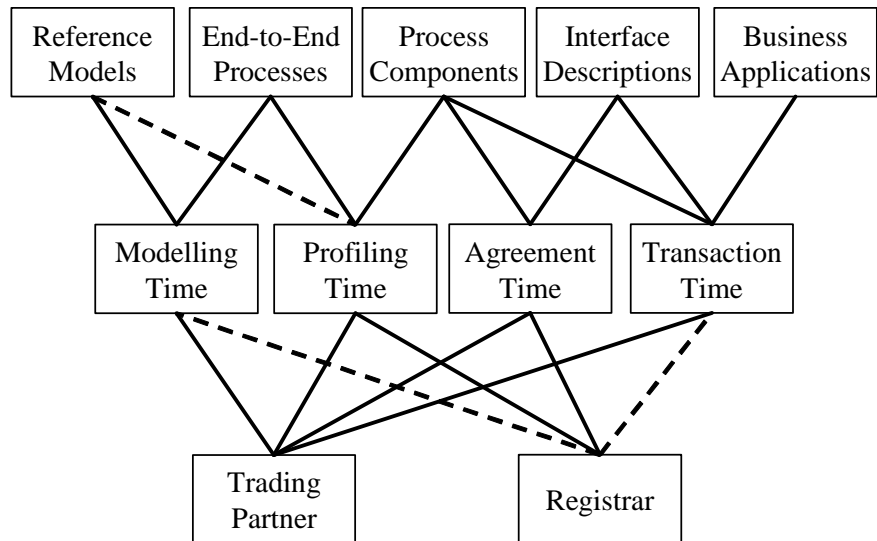 Reference
Models
End-to-End
Processes
Process
Components
Interface
Descriptions
Business
Applications
Modelling
Time
Profiling
Time
Agreement
Time
Transaction
Time
Trading
Partner
Registrar